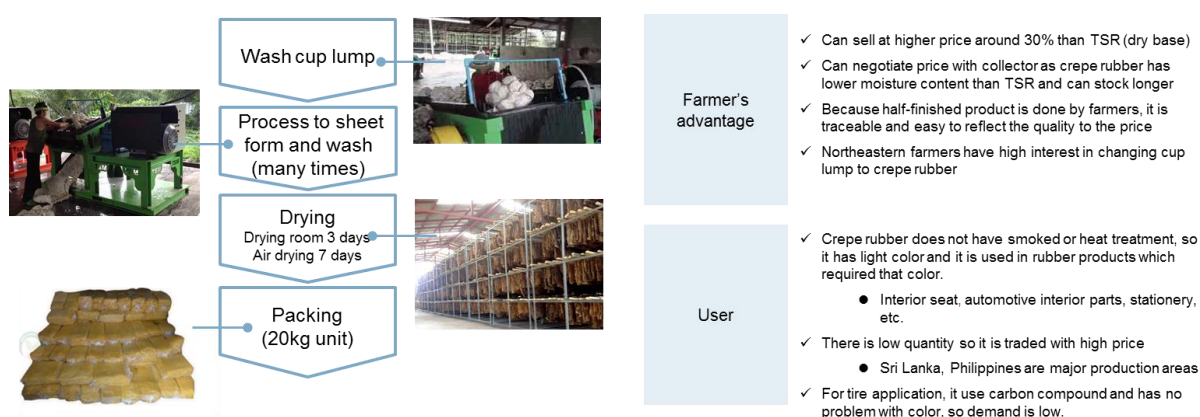 Wash cup lump
Process to sheet
form and wash
(many times)
Drying
Drying room 3 days
Air drying 7 days
Packing
(20kg unit)
Farmer's
advantage
✓ Can sell at higher price around 30% than TSR (dry base)
✓ Can negotiate price with collector as crepe rubber has
lower moisture content than TSR and can stock longer
✓ Because half-finished product is done by farmers, it is
traceable and easy to reflect the quality to the price
✓ Northeastern farmers have high interest in changing cup
lump to crepe rubber
User
✓ Crepe rubber does not have smoked or heat treatment, so
it has light color and it is used in rubber products which
required that color.
● Interior seat, automotive interior parts, stationery,
etc.
✓ There is low quantity so it is traded with high price
● Sri Lanka, Philippines are major production areas
✓ For tire application, it use carbon compound and has no
problem with color, so demand is low.